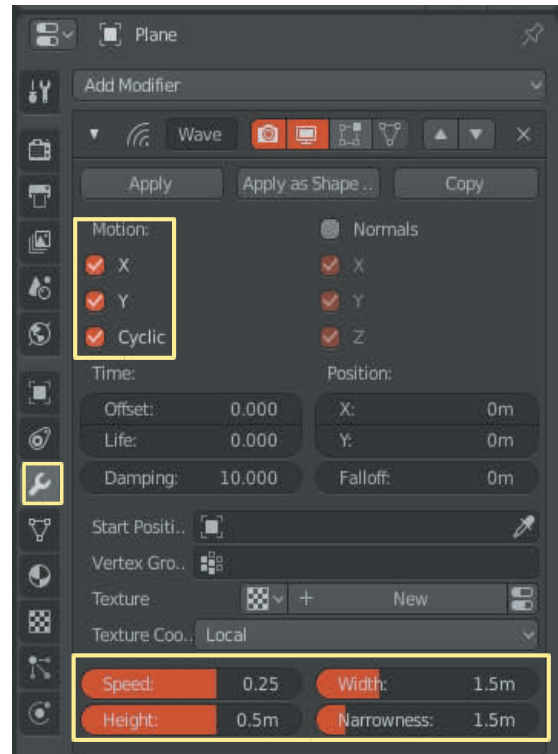 Plane
Add Modifier
Wave
Apply Apply as Shape .. Copy
Motion: Normals
X X
Y Y
Cyclic Z
Time: Position:
Offset: 0.000 X: 0m
Life: 0.000 Y: 0m
Damping: 10.000 Falloff: 0m
Start Positi..
Vertex Gro..
Texture New
Texture Coo.. Local
Speed: 0.25 Width: 1.5m
Height: 0.5m Narrowness: 1.5m